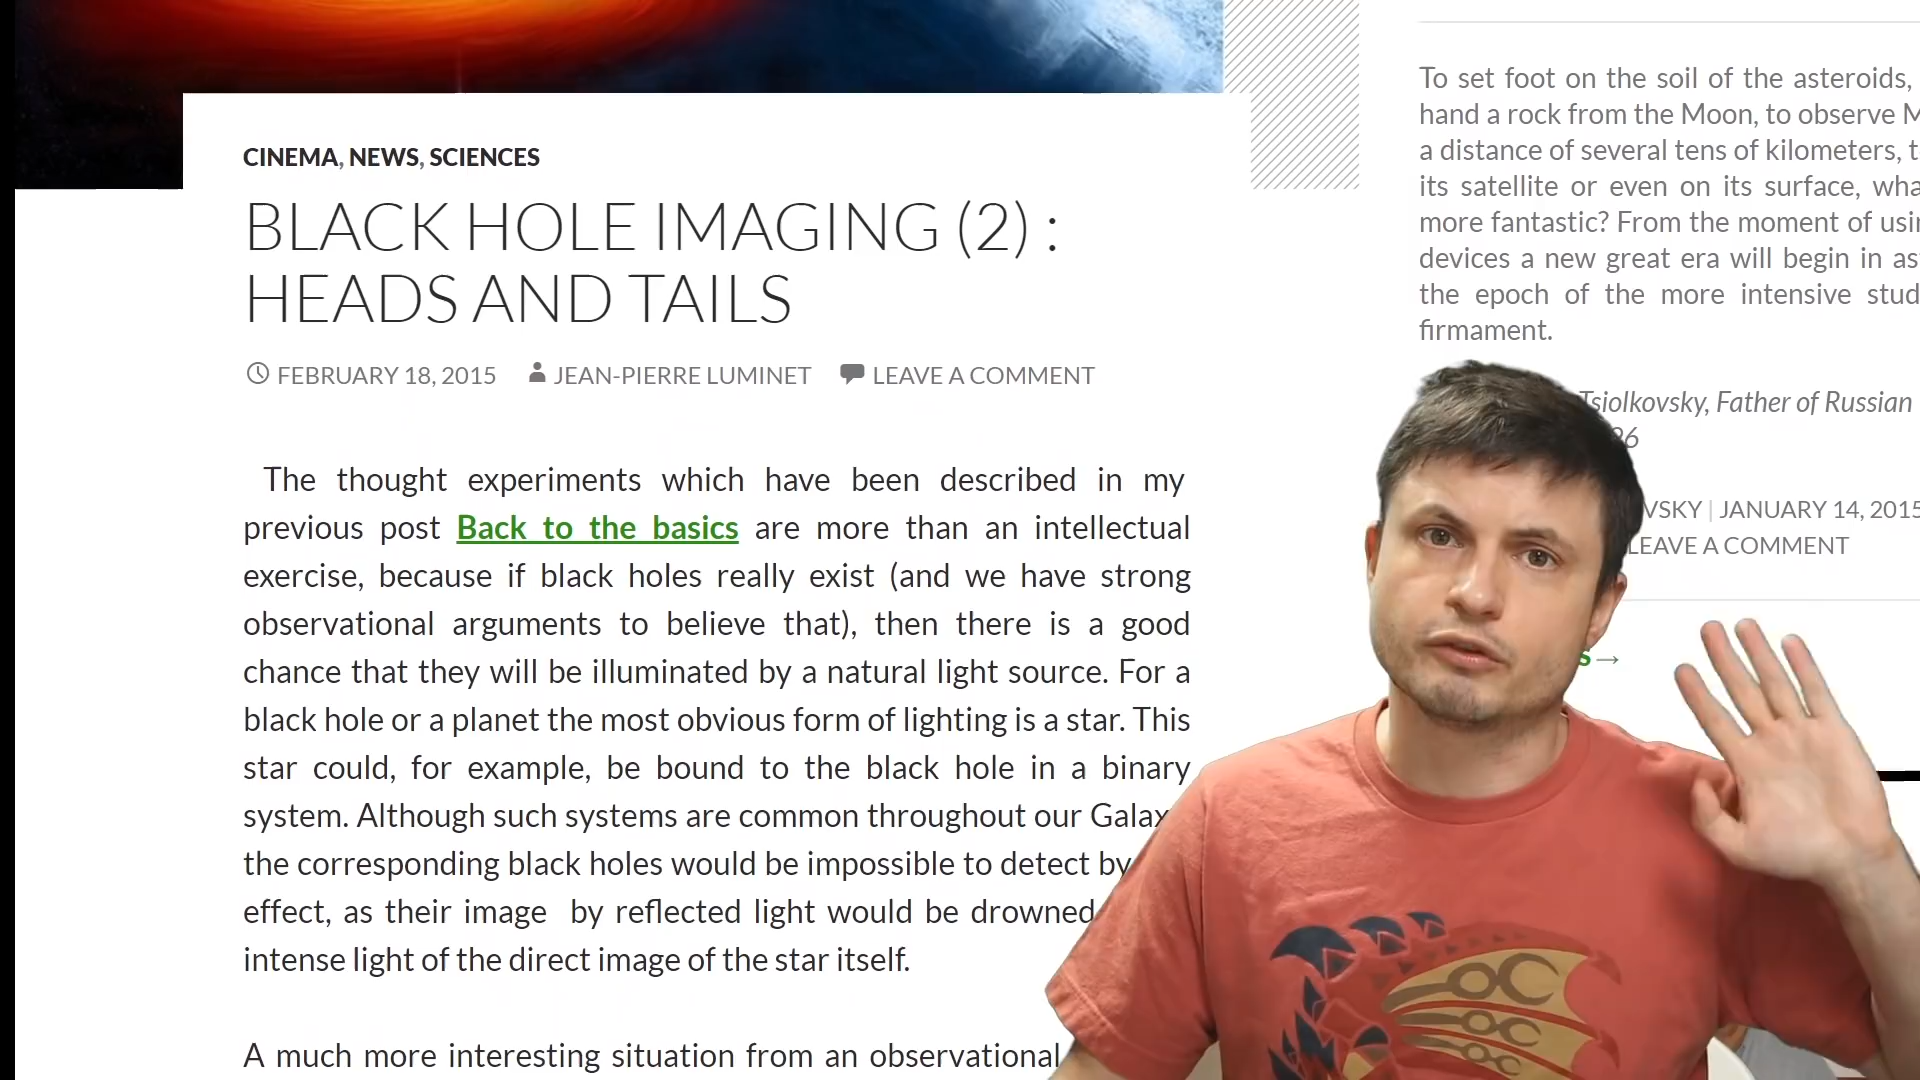 CINEMA, NEWS, SCIENCES
BLACK HOLE IMAGING (2) :
HEADS AND TAILS
FEBRUARY 18, 2015 JEAN-PIERRE LUMINET LEAVE A COMMENT
The thought experiments which have been described in my
previous post Back to the basics are more than an intellectual
exercise, because if black holes really exist (and we have strong
observational arguments to believe that), then there is a good
chance that they will be illuminated by a natural light source. For a
black hole or a planet the most obvious form of lighting is a star. This
star could, for example, be bound to the black hole in a binary
system. Although such systems are common throughout our
the corresponding black holes would be impossible to detect by
effect, as their image by reflected light would be drowned
intense light of the direct image of the star itself.
A much more interesting situation from an observational
To set foot on the soil of the asteroids,
hand a rock from the Moon, to observe
a distance of several tens of kilometers,
its satellite or even on its surface,
more fantastic? From the moment of
devices a new great era will begin in
the epoch of the more intensive
firmament.
Tsiolkovsky, Father of Russian
JANUARY 14, 2015
LEAVE A COMMENT
→